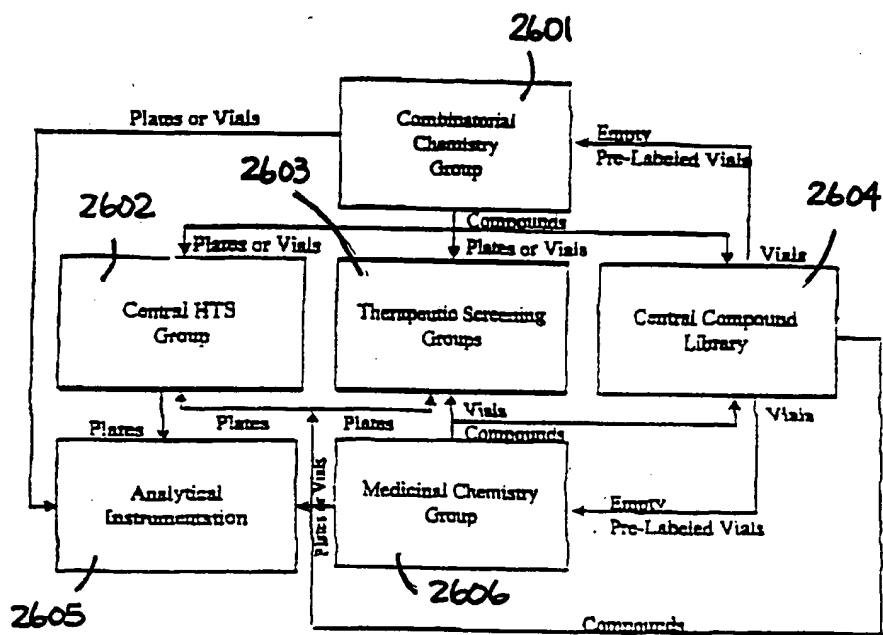 2601
Plates or Vials
Combinatorial
Chemistry
Group
Empty
Pre-Labeled Vials
2603
2602
2604
Compounds
Plates or Vials
Plates or Vials
Vials
Central HTS
Group
Therapeutic Screening
Groups
Central Compound
Library
Plates
Plates
Plates
Vials
Compounds
Vials
Analytical
Instrumentation
Plates or Vials
Medicinal Chemistry
Group
Empty
Pre-Labeled Vials
2605
2606
Compounds